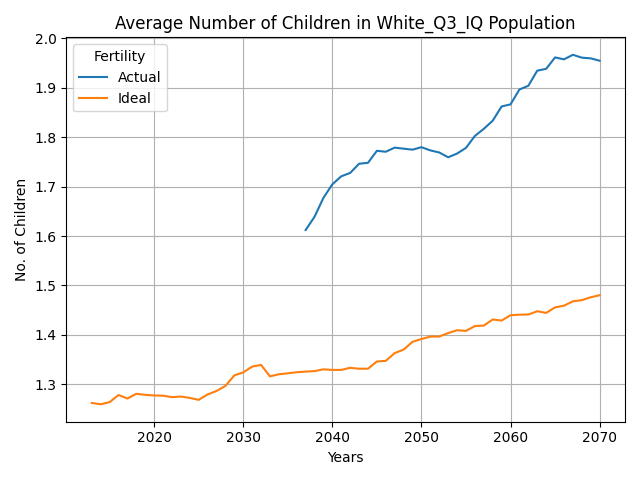 Average Number of Children in White_Q3_IQ Population
Fertility
Actual
Ideal
No. of Children
2.0
1.9
1.8
1.7
1.6
1.5
1.4
1.3
2020 2030 2040 2050 2060 2070
Years